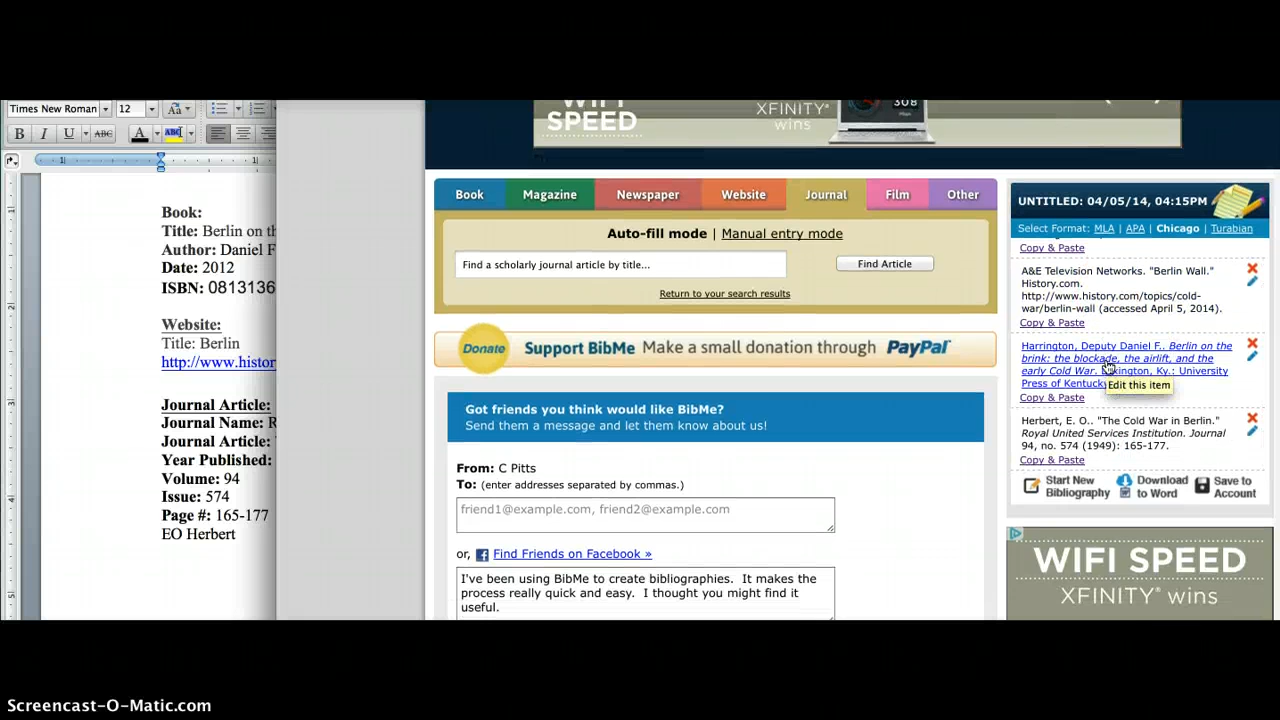 Times New Roman
12
Aa
B I U ABC A ABC
Book:
Title: Berlin on th
Author: Daniel F
Date: 2012
ISBN: 0813136
Website:
Title: Berlin
http://www.histor
Journal Article:
Journal Name: R
Journal Article:
Year Published:
Volume: 94
Issue: 574
Page #: 165-177
EO Herbert
WIFI
SPEED
XFINITY®
wins
308
Book Magazine Newspaper Website Journal Film Other
Auto-fill mode | Manual entry mode
Find a scholarly journal article by title...
Find Article
Return to your search results
Donate Support BibMe Make a small donation through PayPal
Got friends you think would like BibMe?
Send them a message and let them know about us!
From: C Pitts
To: (enter addresses separated by commas.)
friend1@example.com, friend2@example.com
or, Find Friends on Facebook »
I've been using BibMe to create bibliographies. It makes the
process really quick and easy. I thought you might find it
useful.
UNTITLED: 04/05/14, 04:15PM
Select Format: MLA | APA | Chicago | Turabian
Copy & Paste
A&E Television Networks. "Berlin Wall."
History.com.
http://www.history.com/topics/cold-
war/berlin-wall (accessed April 5, 2014).
Copy & Paste
Harrington, Deputy Daniel F.. Berlin on the
brink: the blockade, the airlift, and the
early Cold War. Lexington, Ky.: University
Press of Kentuck
Edit this item
Copy & Paste
Herbert, E. O.. "The Cold War in Berlin."
Royal United Services Institution. Journal
94, no. 574 (1949): 165-177.
Copy & Paste
Start New
Bibliography
Download
to Word
Save to
Account
WIFI SPEED
XFINITY® wins
Screencast-O-Matic.com